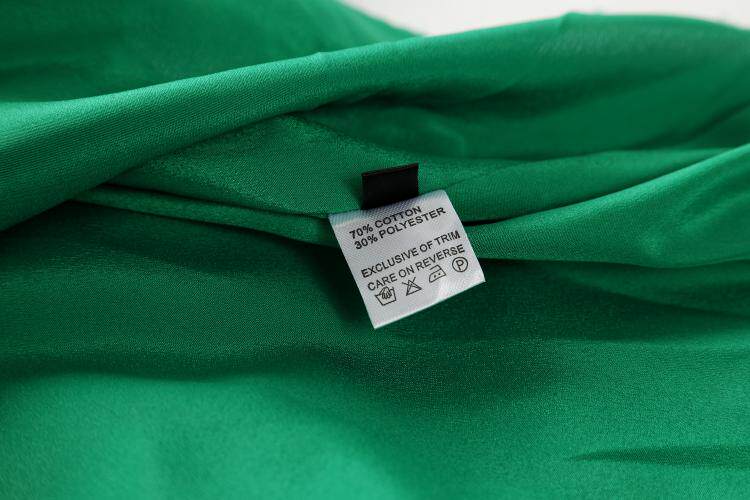 70% COTTON
30% POLYESTER
EXCLUSIVE OF TRIM
CARE ON REVERSE
P